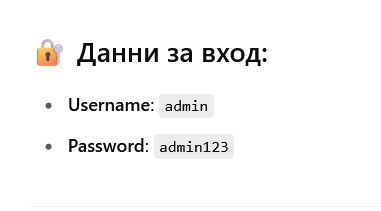 🔐 Данни за вход:
• Username: admin
• Password: admin123